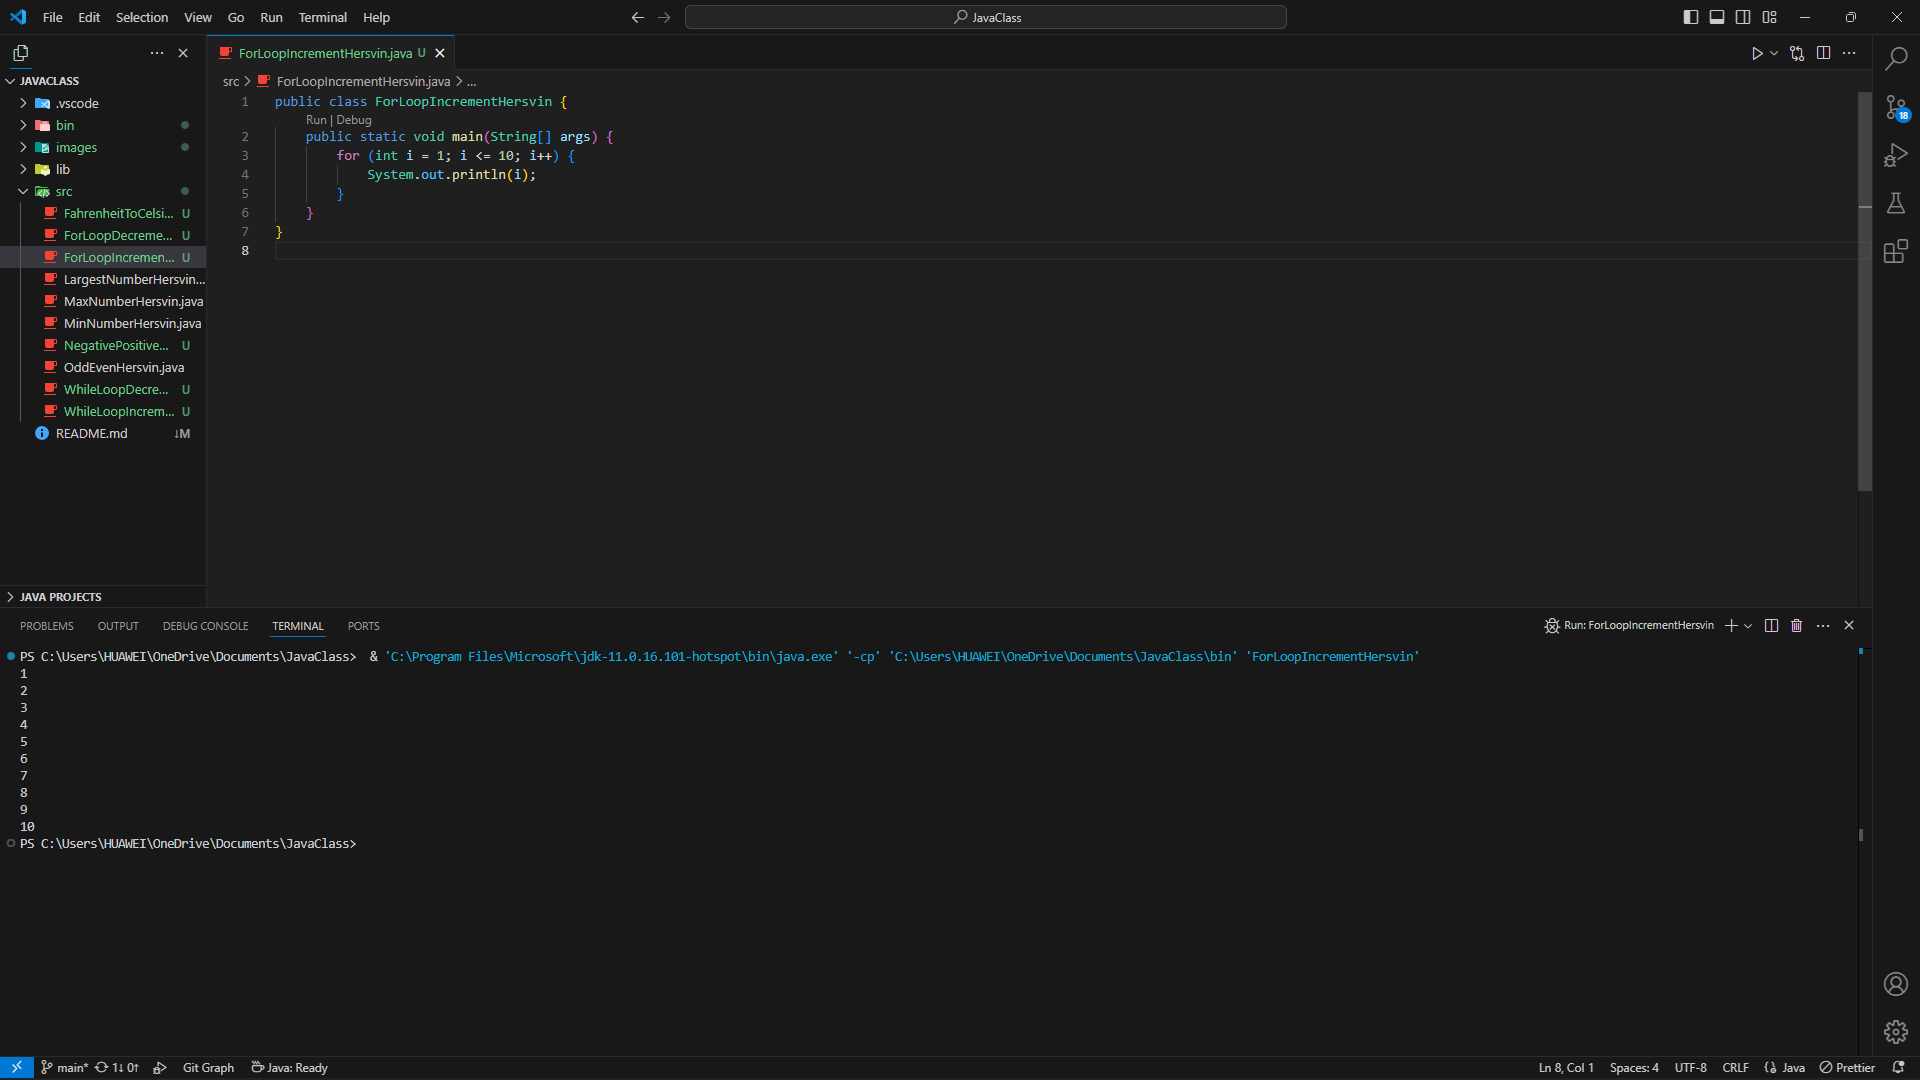 File Edit Selection View Go Run Terminal Help
JavaClass
JAVACLASS
.vscode
bin
images
lib
src
FahrenheitToCelsi... U
ForLoopDecreme... U
ForLoopIncremen... U
LargestNumberHersvin...
MaxNumberHersvin.java
MinNumberHersvin.java
NegativePositive... U
OddEvenHersvin.java
WhileLoopDecre... U
WhileLoopIncrem... U
README.md ↓M
JAVA PROJECTS
ForLoopIncrementHersvin.java U
src > ForLoopIncrementHersvin.java > ...
1 public class ForLoopIncrementHersvin {
Run | Debug
2 public static void main(String[] args) {
3 for (int i = 1; i <= 10; i++) {
4 System.out.println(i);
5 }
6 }
7 }
8
18
PROBLEMS OUTPUT DEBUG CONSOLE TERMINAL PORTS
Run: ForLoopIncrementHersvin
PS C:\Users\HUAWEI\OneDrive\Documents\JavaClass> & 'C:\Program Files\Microsoft\jdk-11.0.16.101-hotspot\bin\java.exe' '-cp' 'C:\Users\HUAWEI\OneDrive\Documents\JavaClass\bin' 'ForLoopIncrementHersvin'
1
2
3
4
5
6
7
8
9
10
PS C:\Users\HUAWEI\OneDrive\Documents\JavaClass>
main* 1↓ 0↑ Git Graph Java: Ready
Ln 8, Col 1 Spaces: 4 UTF-8 CRLF {} Java Prettier